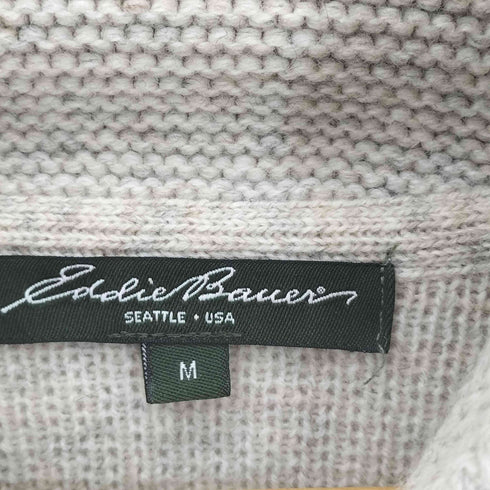 Eddie Bauer®
SEATTLE • USA
M